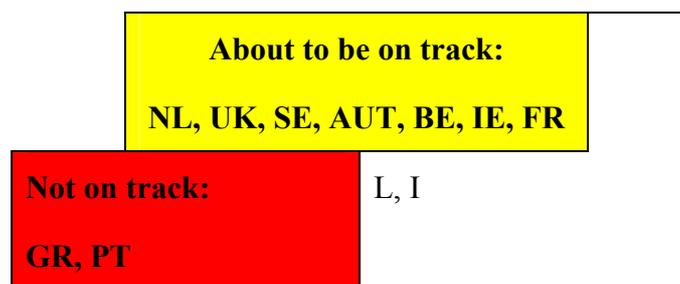 About to be on track:
NL, UK, SE, AUT, BE, IE, FR
Not on track:
L, I
GR, PT